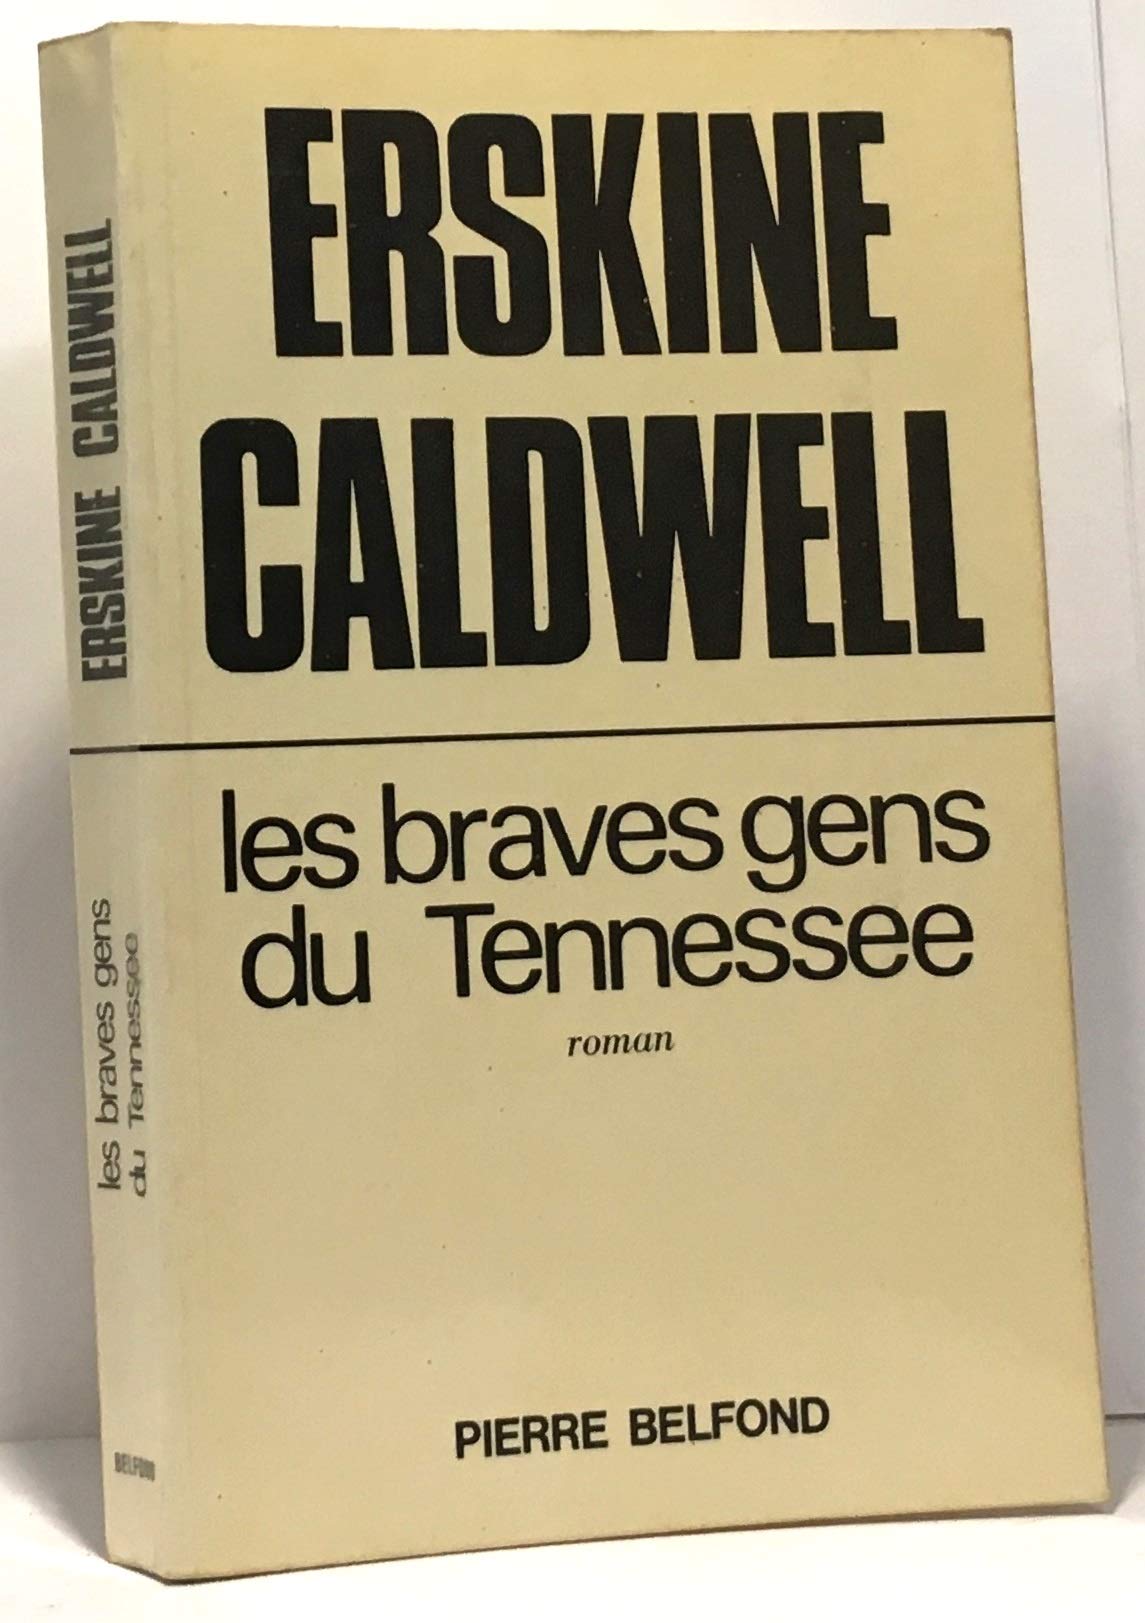 ERSKINE
CALDWELL
les braves gens
du Tennessee
roman
PIERRE BELFOND
ERSKINE CALDWELL
les braves gens
du Tennessee
BELFOND